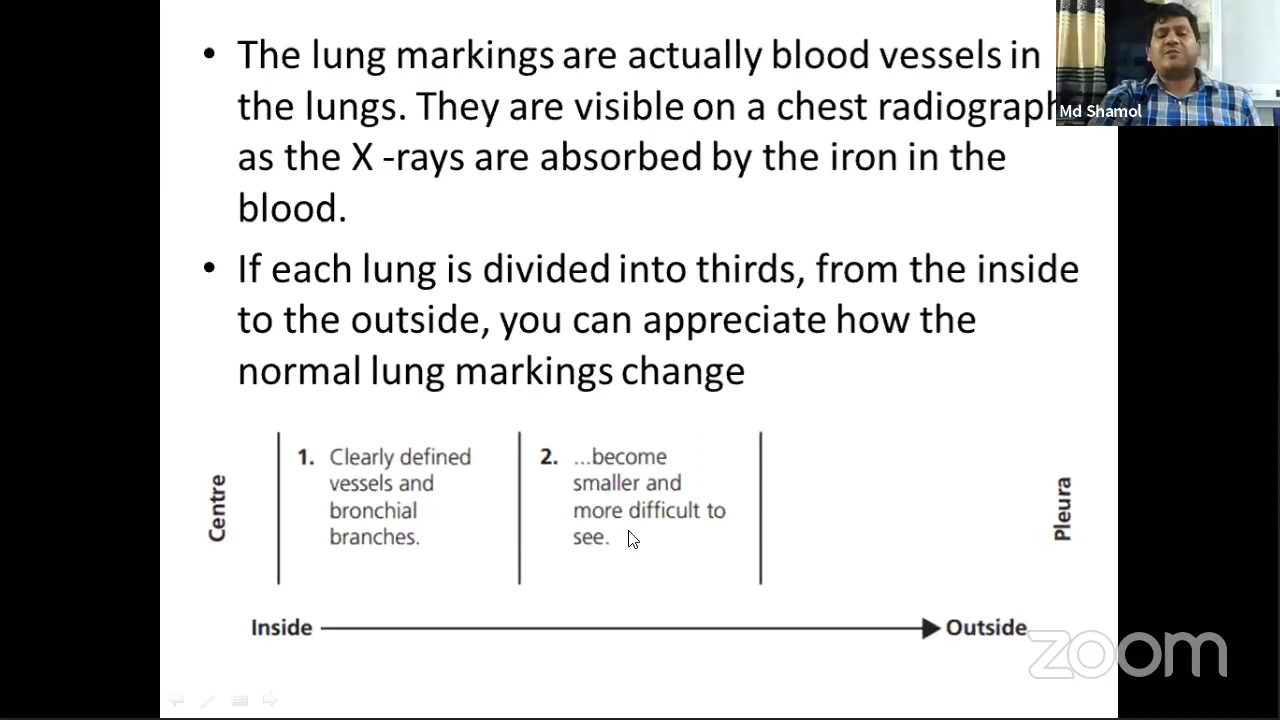 • The lung markings are actually blood vessels in
the lungs. They are visible on a chest radiograph
as the X -rays are absorbed by the iron in the
blood.
• If each lung is divided into thirds, from the inside
to the outside, you can appreciate how the
normal lung markings change
Centre
1. Clearly defined
vessels and
bronchial
branches.
2. ...become
smaller and
more difficult to
see.
Pleura
Inside
Outside
Md Shamol
zoom